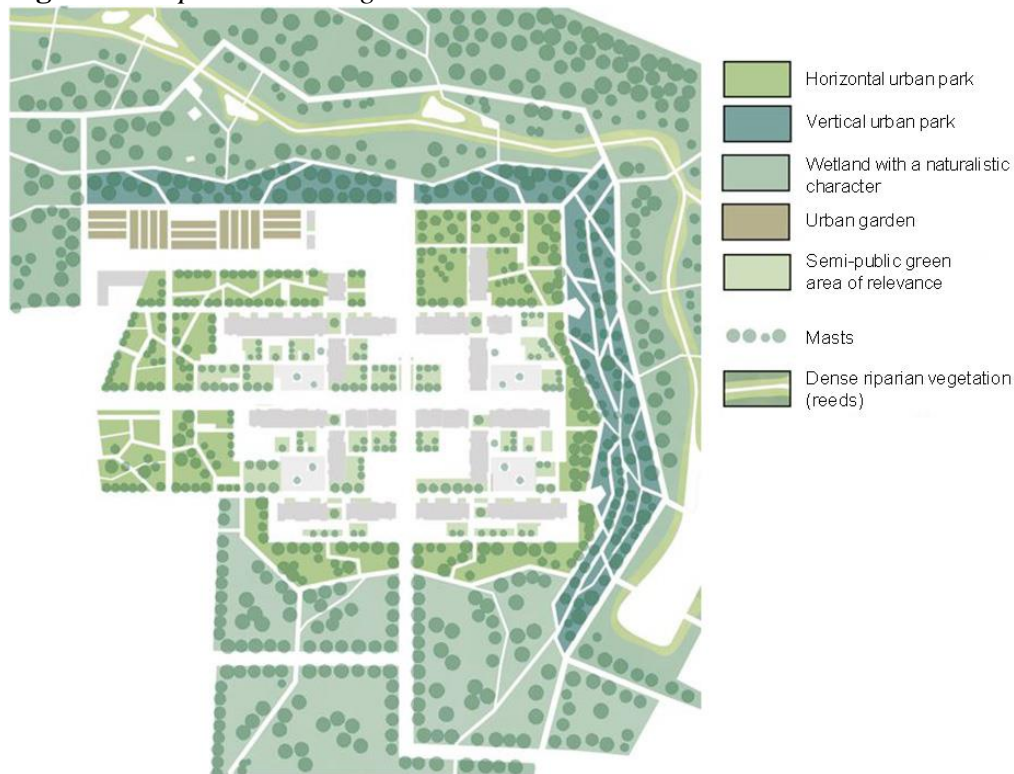 Horizontal urban park
Vertical urban park
Wetland with a naturalistic
character
Urban garden
Semi-public green
area of relevance
Masts
Dense riparian vegetation
(reeds)